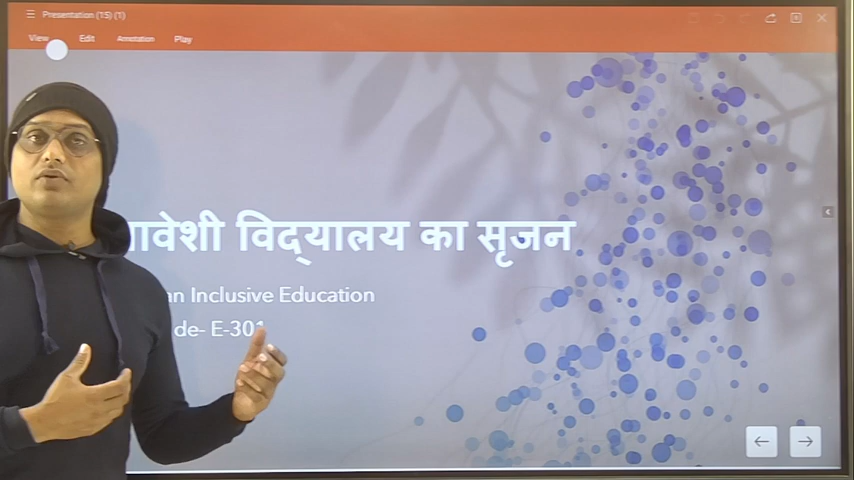 Presentation (15) (1)
View Edit Annotation Play
विद्यालय का सृजन
Inclusive Education
E-301